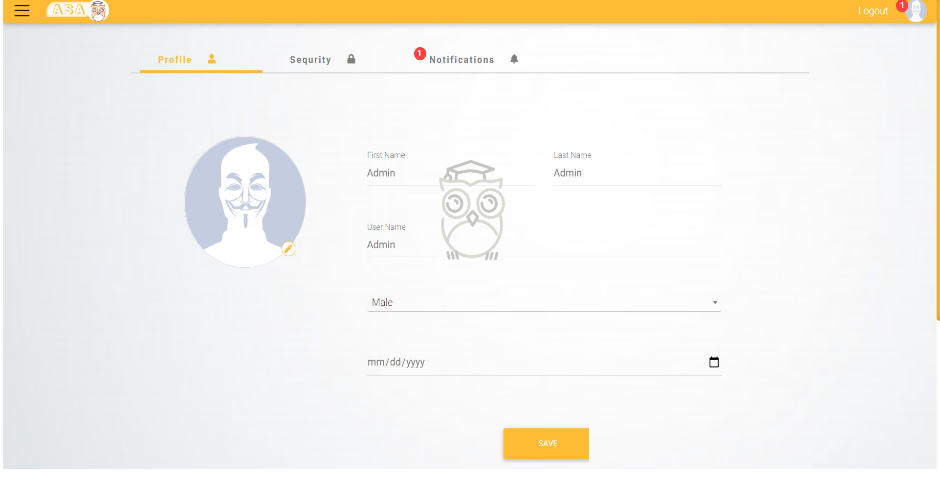 ASA Logout 1
Profile Sequrity 1 Notifications
First Name Last Name
Admin Admin
User Name
Admin
Male
mm/dd/yyyy
SAVE